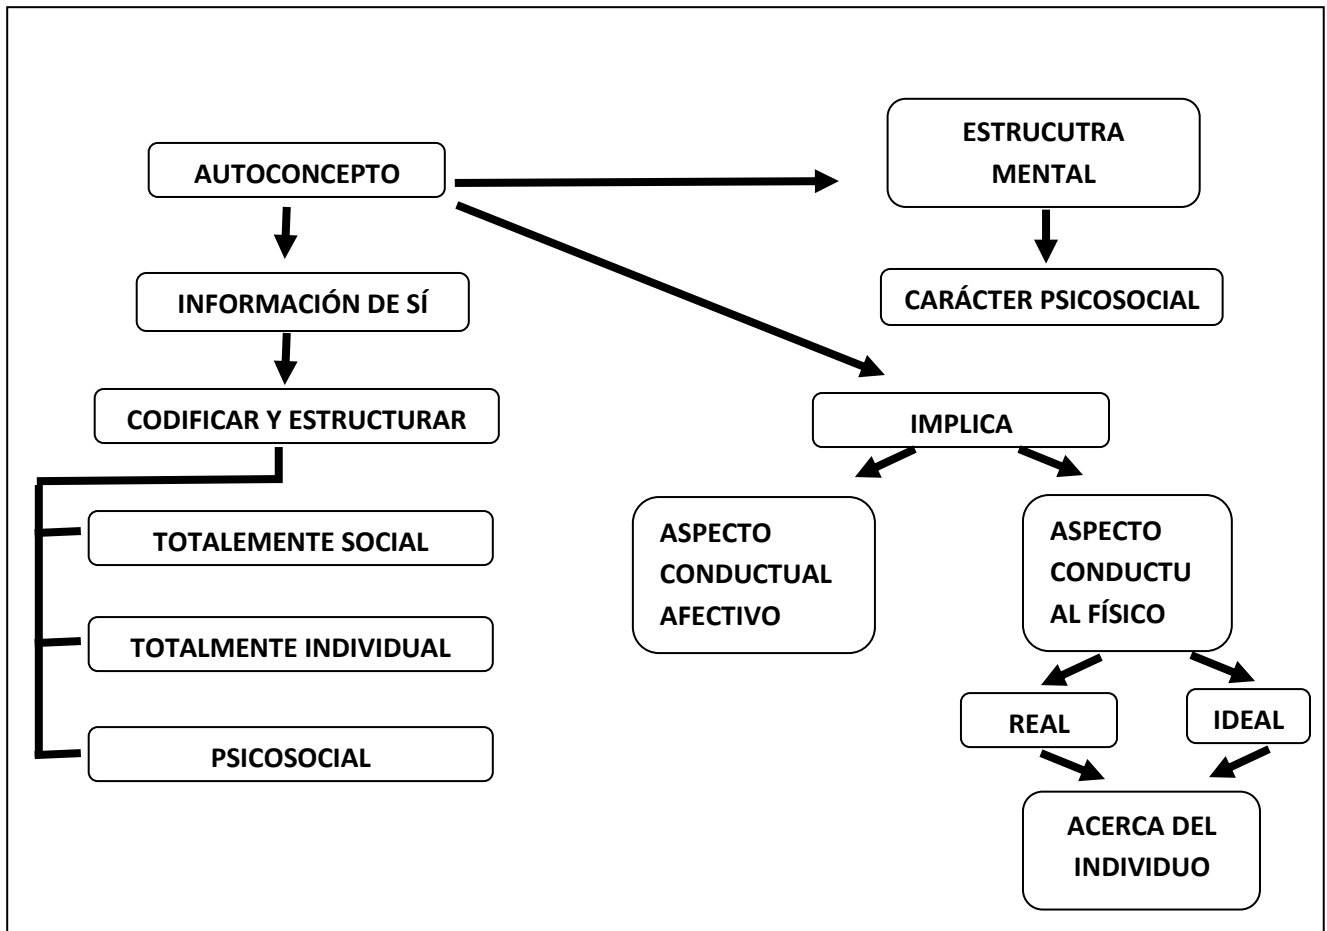 AUTOCONCEPTO
ESTRUCUTRA
MENTAL
INFORMACIÓN DE SÍ
CARÁCTER PSICOSOCIAL
CODIFICAR Y ESTRUCTURAR
IMPLICA
TOTALEMENTE SOCIAL
TOTALMENTE INDIVIDUAL
PSICOSOCIAL
ASPECTO
CONDUCTUAL
AFECTIVO
ASPECTO
CONDUCTU
AL FÍSICO
REAL
IDEAL
ACERCA DEL
INDIVIDUO